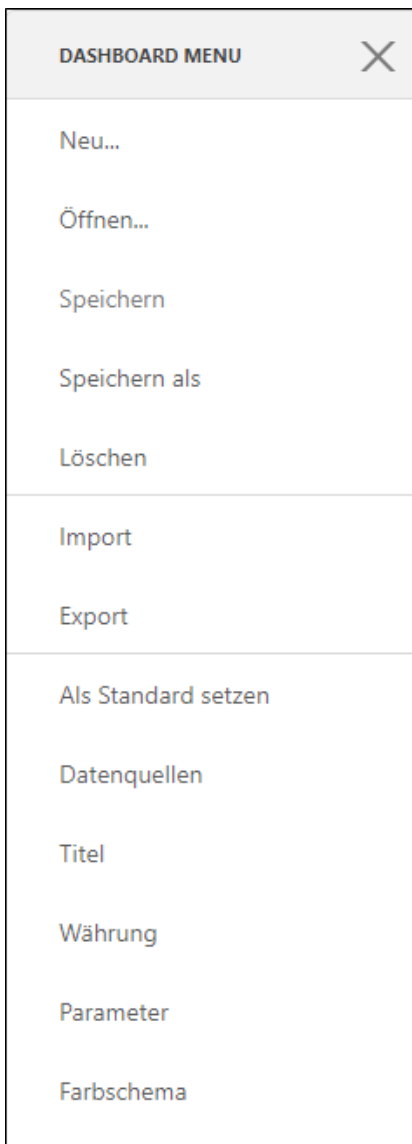 DASHBOARD MENU
Neu...
Öffnen...
Speichern
Speichern als
Löschen
Import
Export
Als Standard setzen
Datenquellen
Titel
Währung
Parameter
Farbschema